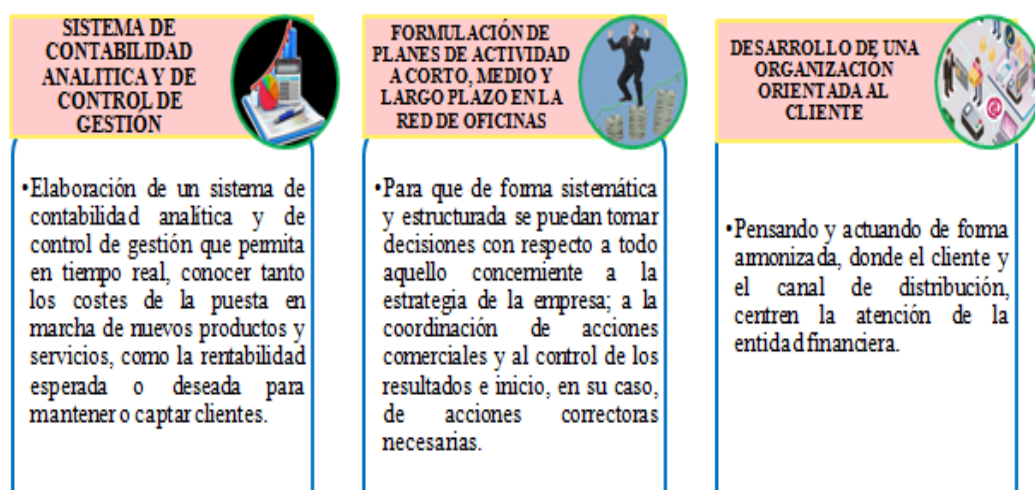 SISTEMA DE
CONTABILIDAD
ANALITICA Y DE
CONTROL DE
GESTIÓN
•Elaboración de un sistema de
contabilidad analítica y de
control de gestión que permita
en tiempo real, conocer tanto
los costes de la puesta en
marcha de nuevos productos y
servicios, como la rentabilidad
esperada o deseada para
mantener o captar clientes.
FORMULACIÓN DE
PLANES DE ACTIVIDAD
A CORTO, MEDIO Y
LARGO PLAZO EN LA
RED DE OFICINAS
•Para que de forma sistemática
y estructurada se puedan tomar
decisiones con respecto a todo
aquello concerniente a la
estrategia de la empresa; a la
coordinación de acciones
comerciales y al control de los
resultados e inicio, en su caso,
de acciones correctoras
necesarias.
DESARROLLO DE UNA
ORGANIZACIÓN
ORIENTADA AL
CLIENTE
•Pensando y actuando de forma
armonizada, donde el cliente y
el canal de distribución,
centren la atención de la
entidad financiera.